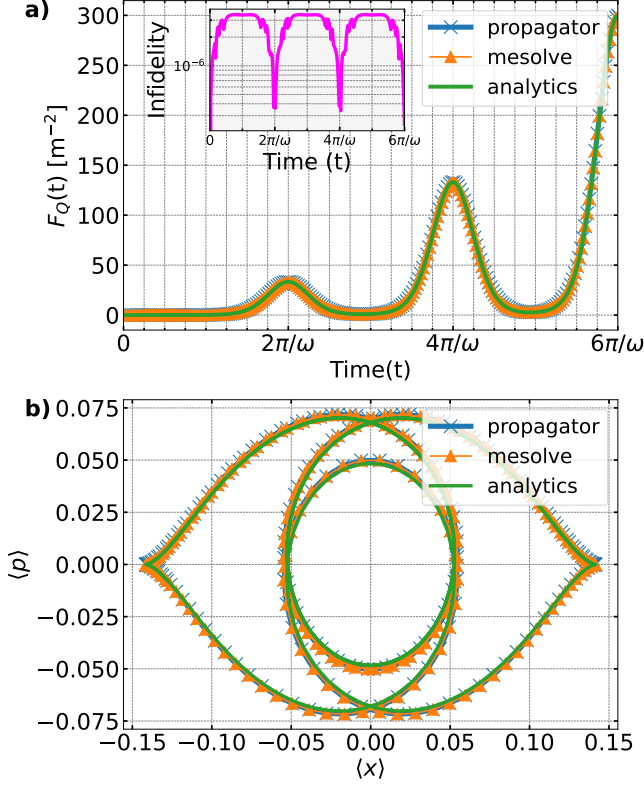 a)
300
250
200
150
100
50
0
F_Q(t) [m⁻²]
0
2π/ω
4π/ω
6π/ω
Time(t)
propagator
mesolve
analytics
Infidelity
10⁻⁶
0
2π/ω
4π/ω
6π/ω
Time (t)
b)
0.075
0.050
0.025
0.000
−0.025
−0.050
−0.075
⟨p⟩
−0.15
−0.10
−0.05
0.00
0.05
0.10
0.15
⟨x⟩
propagator
mesolve
analytics